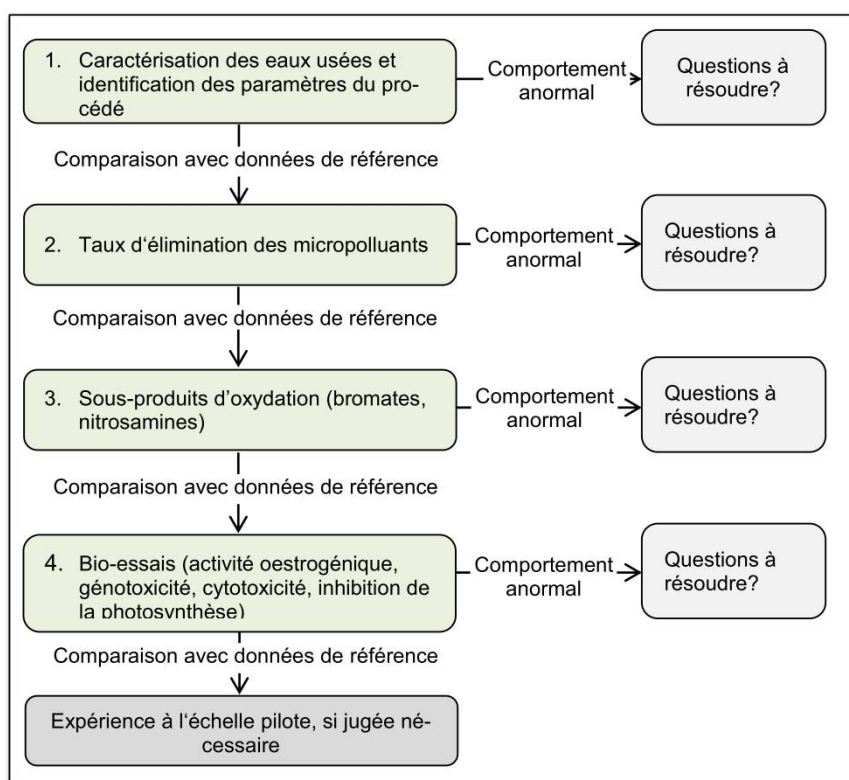 1. Caractérisation des eaux usées et
identification des paramètres du pro-
cédé
Comportement
anormal
Questions à
résoudre?
Comparaison avec données de référence
2. Taux d‘élimination des micropolluants
Comportement
anormal
Questions à
résoudre?
Comparaison avec données de référence
3. Sous-produits d’oxydation (bromates,
nitrosamines)
Comportement
anormal
Questions à
résoudre?
Comparaison avec données de référence
4. Bio-essais (activité oestrogénique,
génotoxicité, cytotoxicité, inhibition de
la photosynthèse)
Comportement
anormal
Questions à
résoudre?
Comparaison avec données de référence
Expérience à l‘échelle pilote, si jugée né-
cessaire